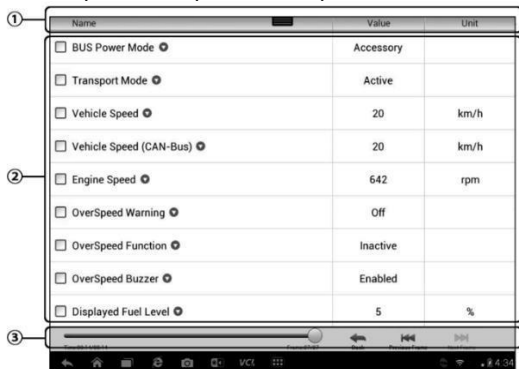 ① Name Value Unit
② BUS Power Mode Accessory
Transport Mode Active
Vehicle Speed 20 km/h
Vehicle Speed (CAN-Bus) 20 km/h
Engine Speed 642 rpm
OverSpeed Warning Off
OverSpeed Function Inactive
OverSpeed Buzzer Enabled
Displayed Fuel Level 5 %
③ Back Previous Frame Next Frame
VCI 4:34